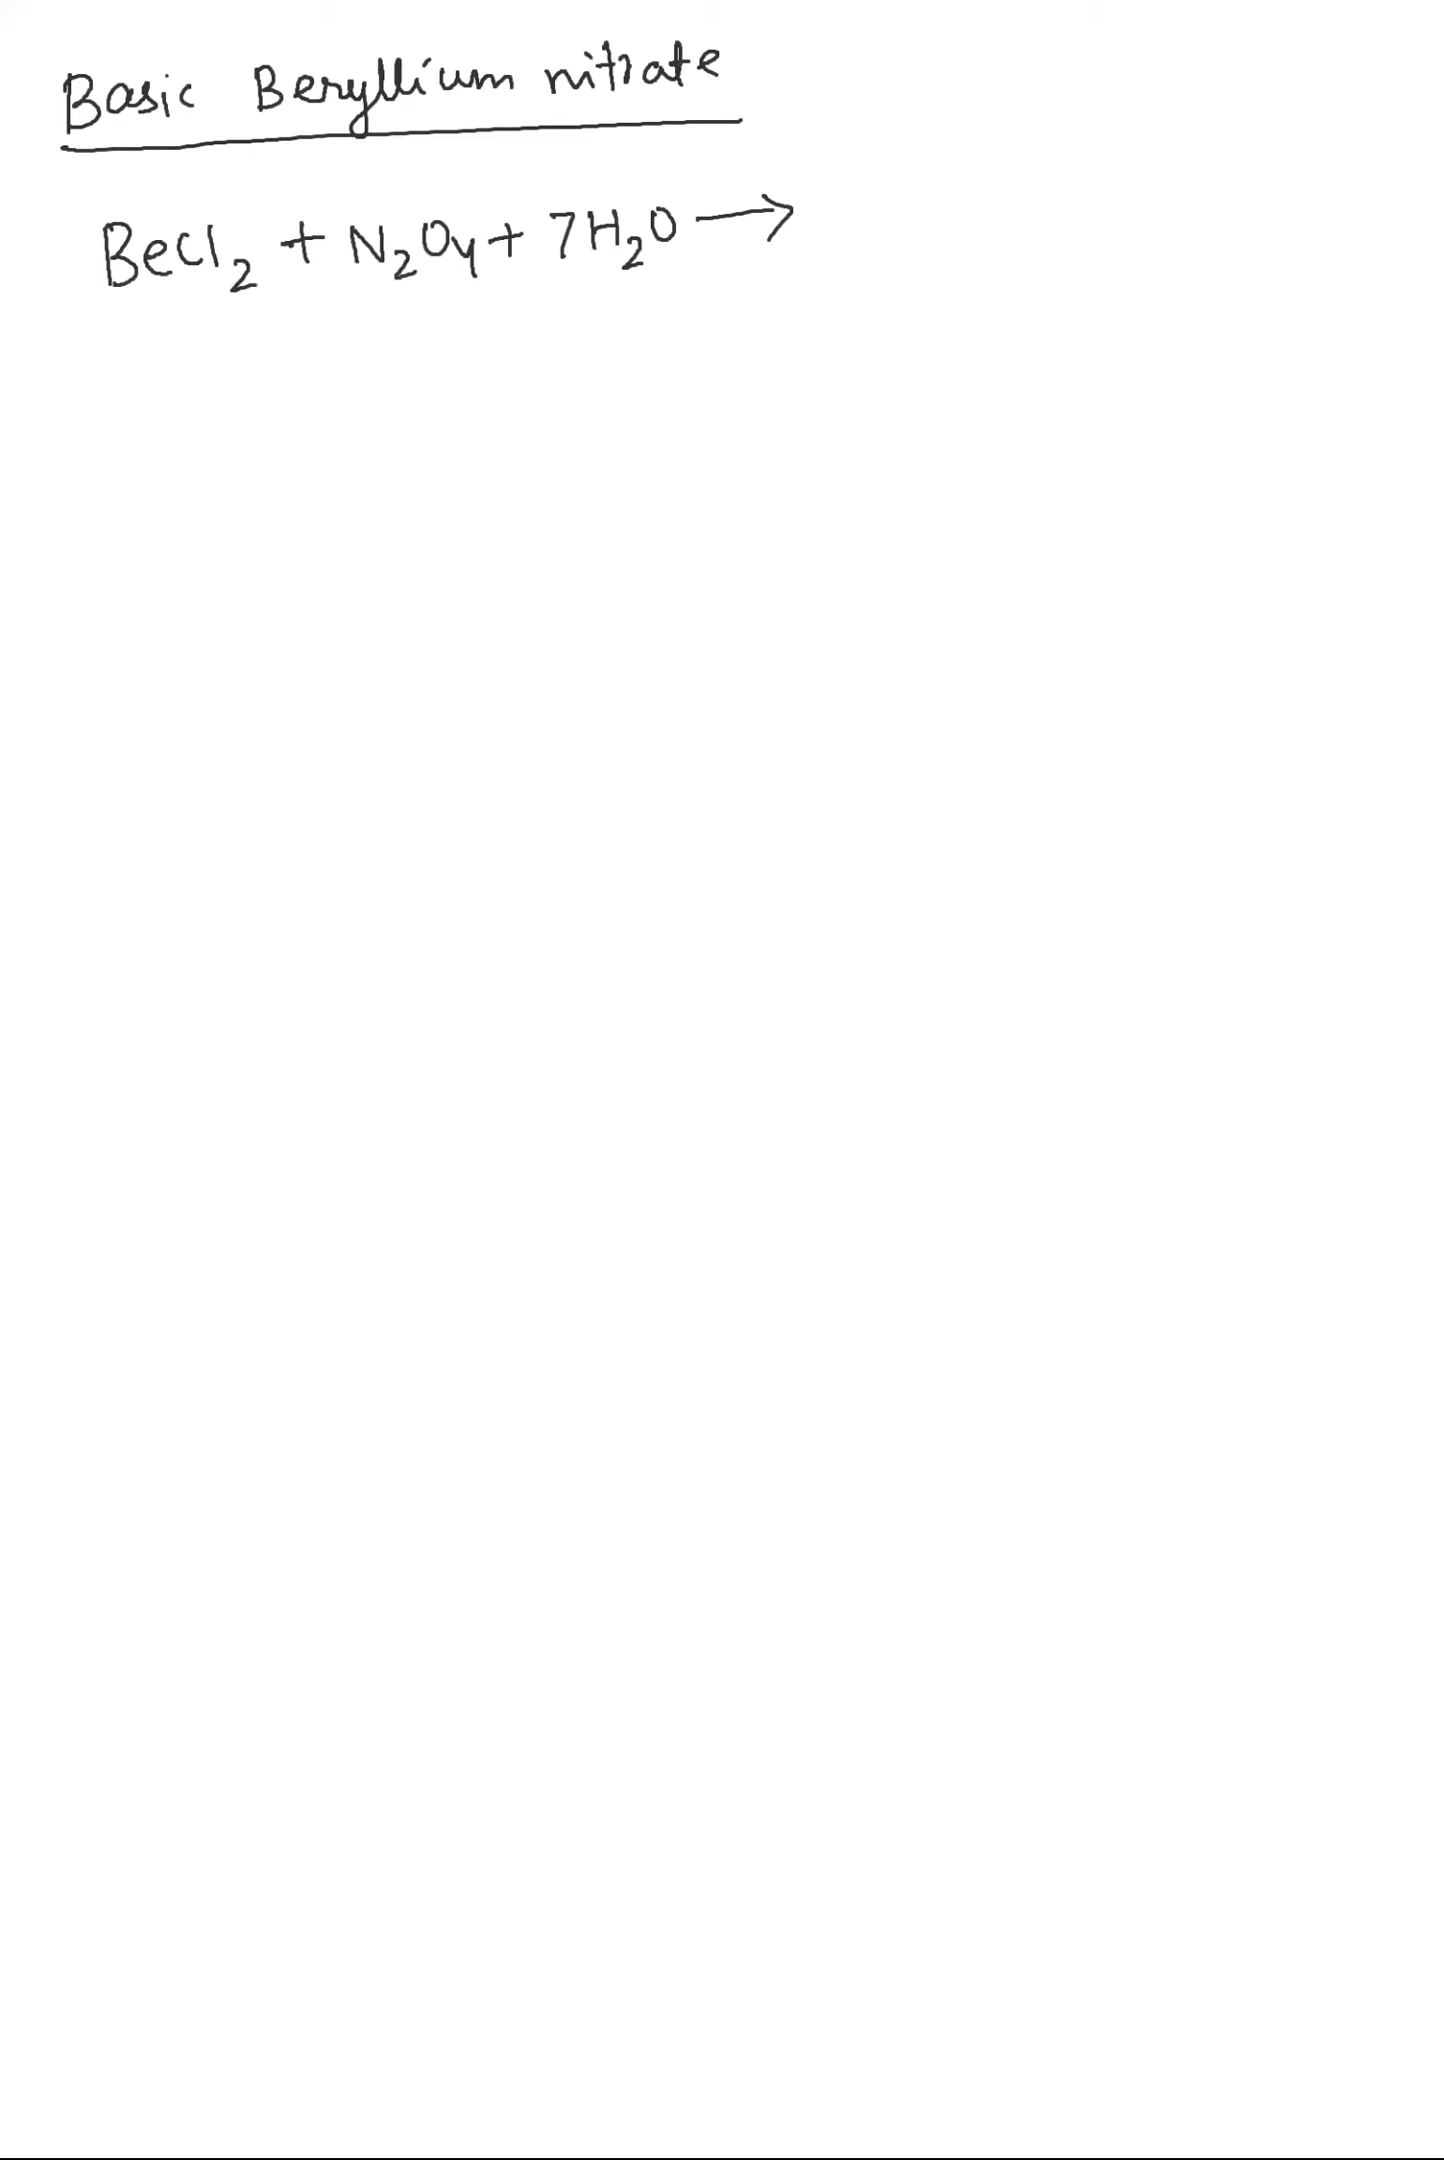 Basic Beryllium nitrate
BeCl₂ + N₂O₄ + 7H₂O ⟶